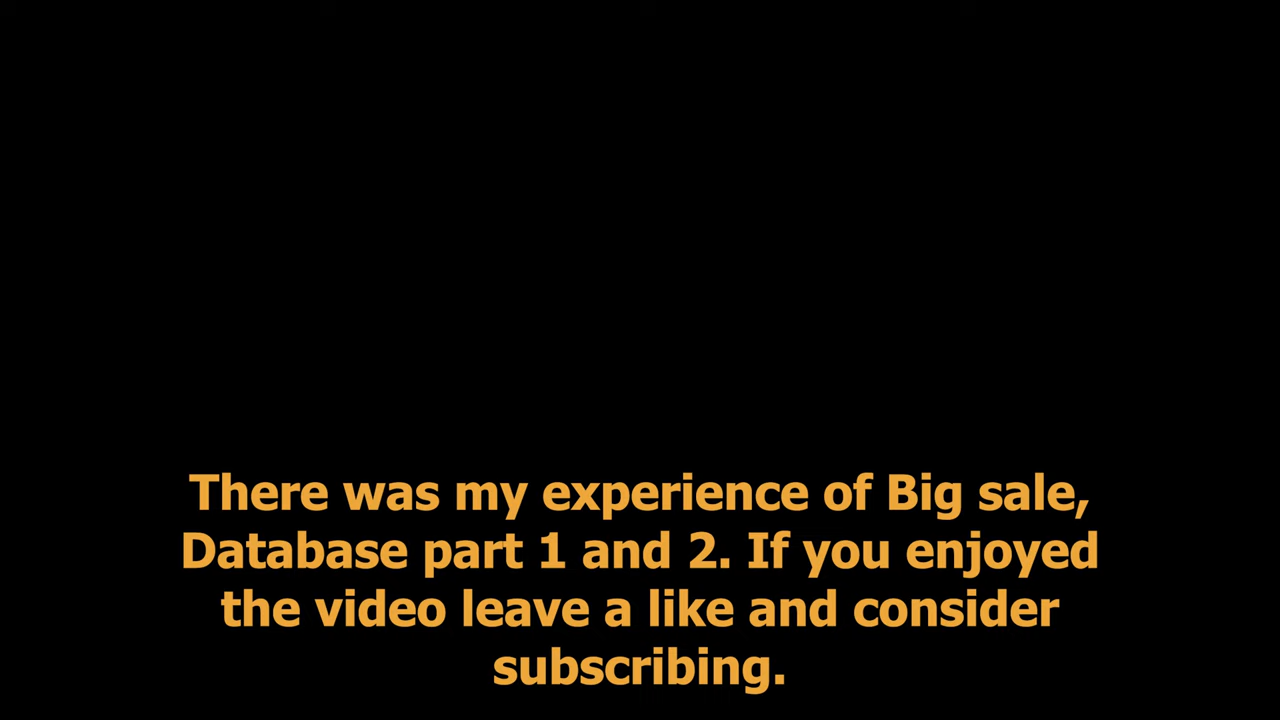 There was my experience of Big sale,
Database part 1 and 2. If you enjoyed
the video leave a like and consider
subscribing.